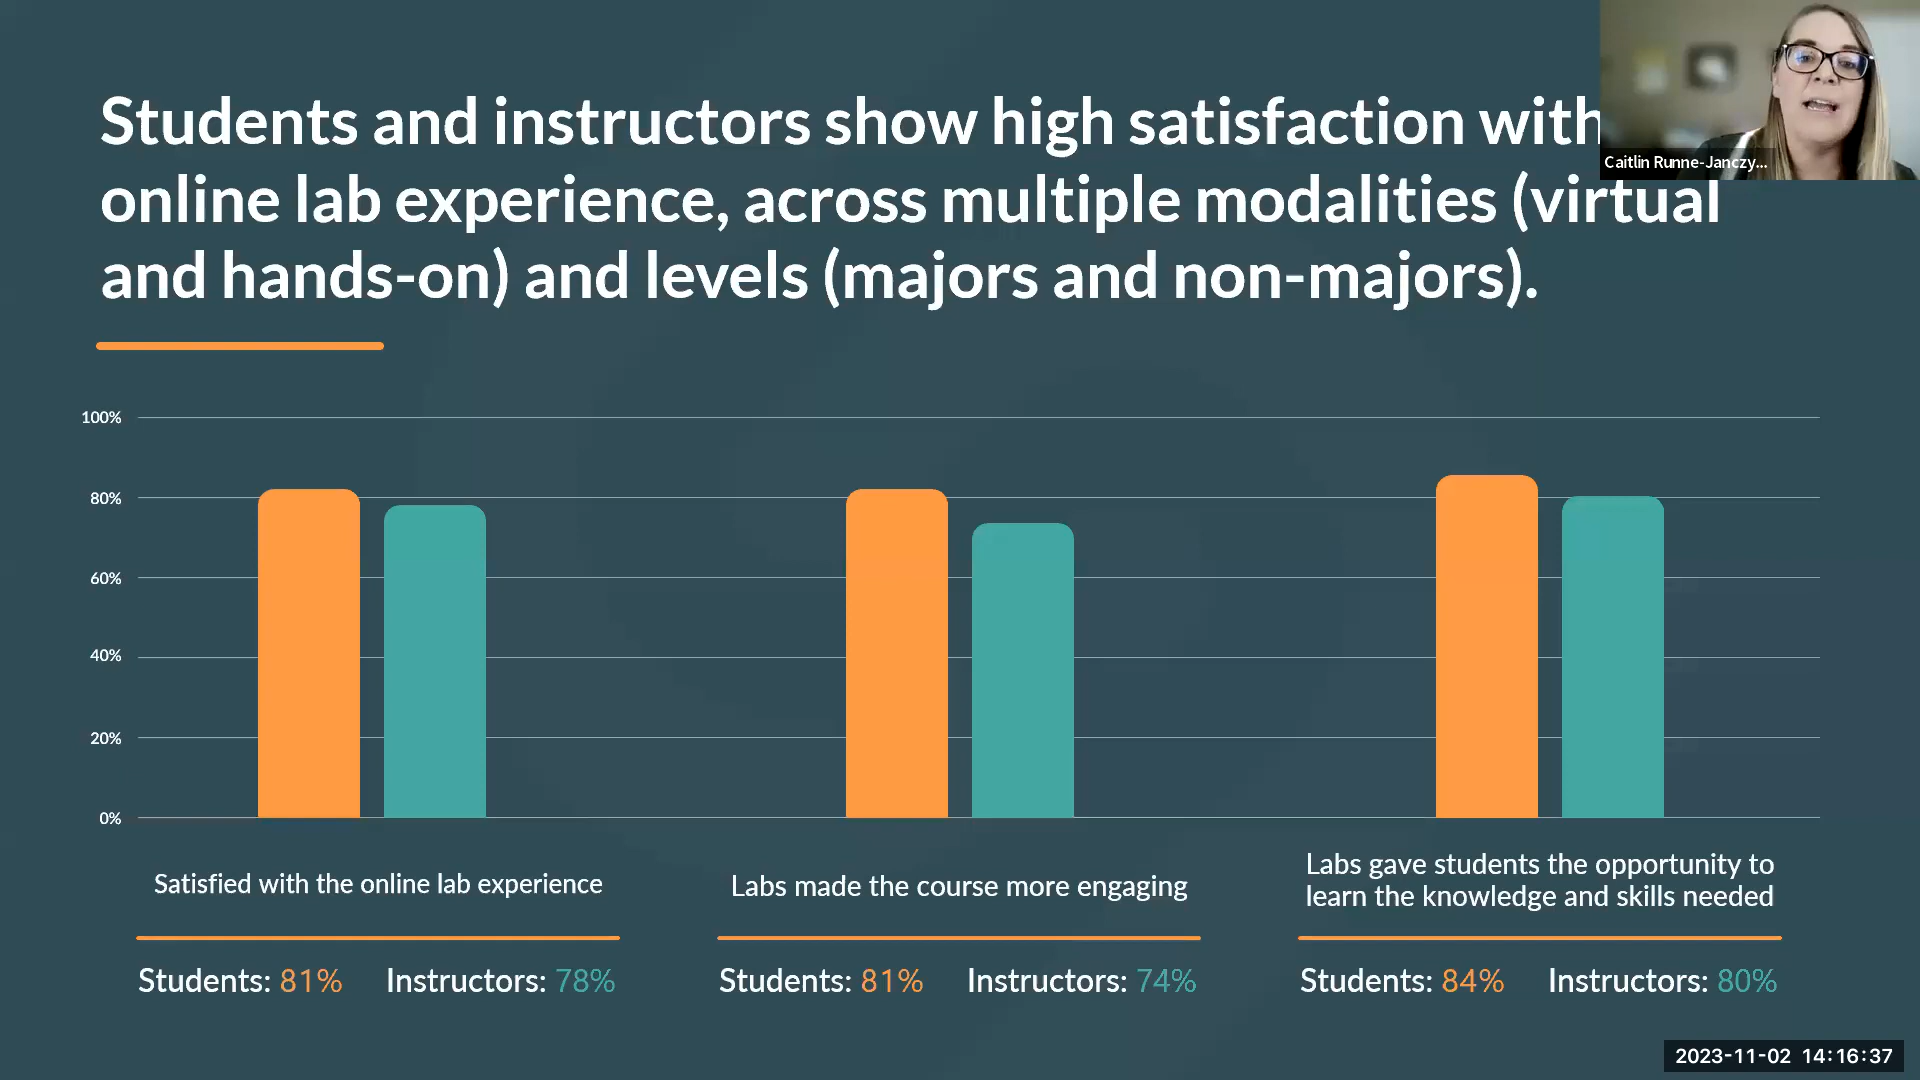 Students and instructors show high satisfaction with
online lab experience, across multiple modalities (virtual
and hands-on) and levels (majors and non-majors).
Caitlin Runne-Janczy...
100%
80%
60%
40%
20%
0%
Satisfied with the online lab experience
Labs made the course more engaging
Labs gave students the opportunity to
learn the knowledge and skills needed
Students: 81% Instructors: 78%
Students: 81% Instructors: 74%
Students: 84% Instructors: 80%
2023-11-02 14:16:37